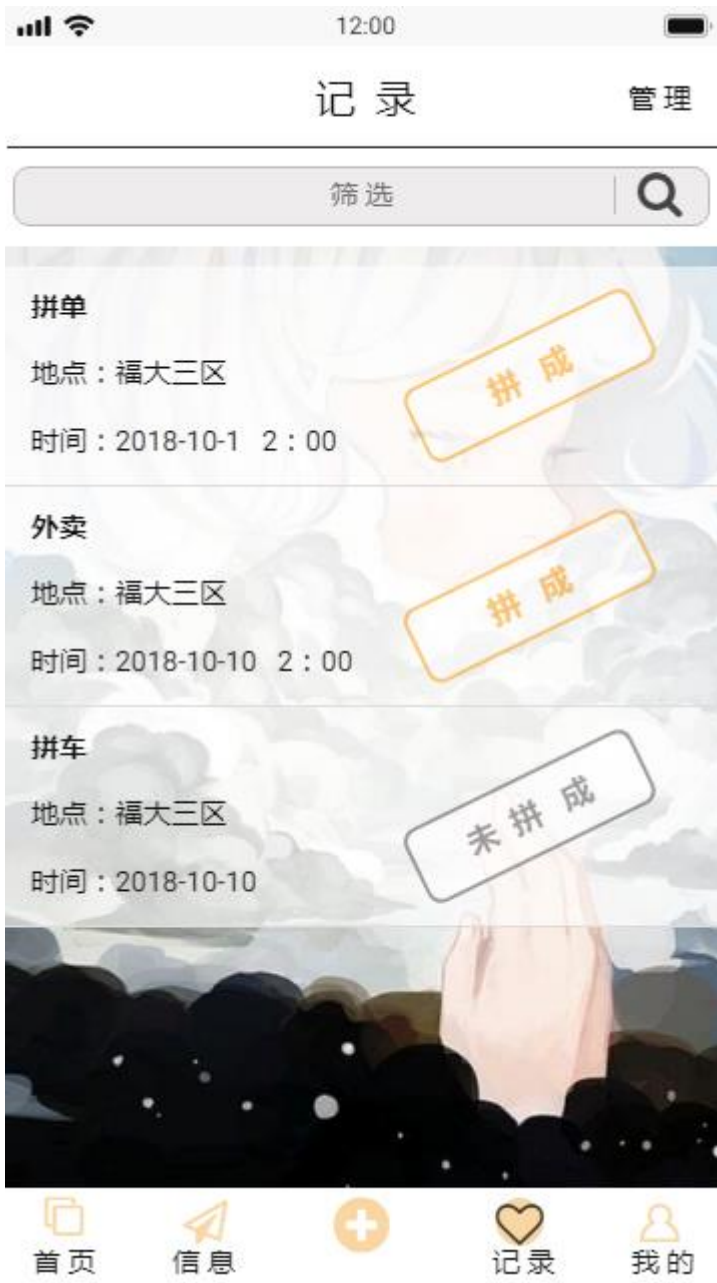 12:00
记录
管理
筛选
拼单
地点：福大三区
时间：2018-10-1 2：00
拼成
外卖
地点：福大三区
时间：2018-10-10 2：00
拼成
拼车
地点：福大三区
时间：2018-10-10
未拼成
首页
信息
记录
我的